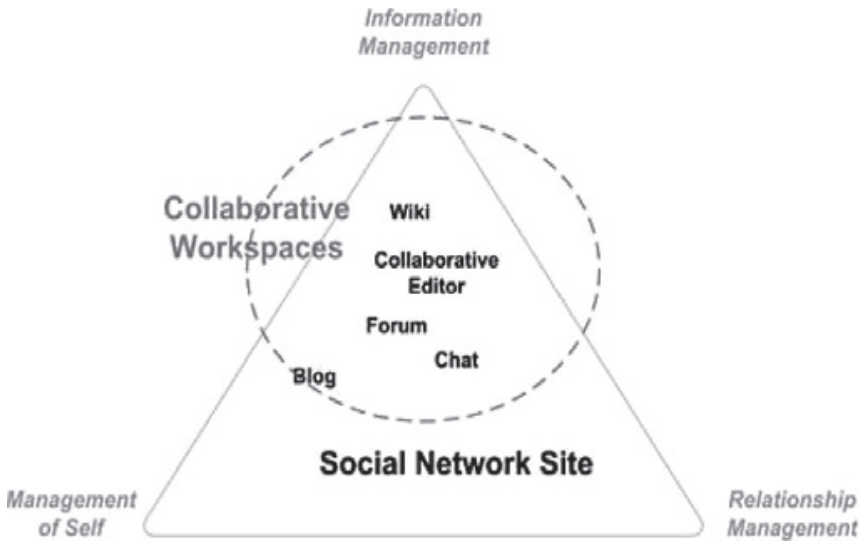 Information
Management
Collaborative
Workspaces
Wiki
Collaborative
Editor
Forum
Chat
Blog
Social Network Site
Management
of Self
Relationship
Management